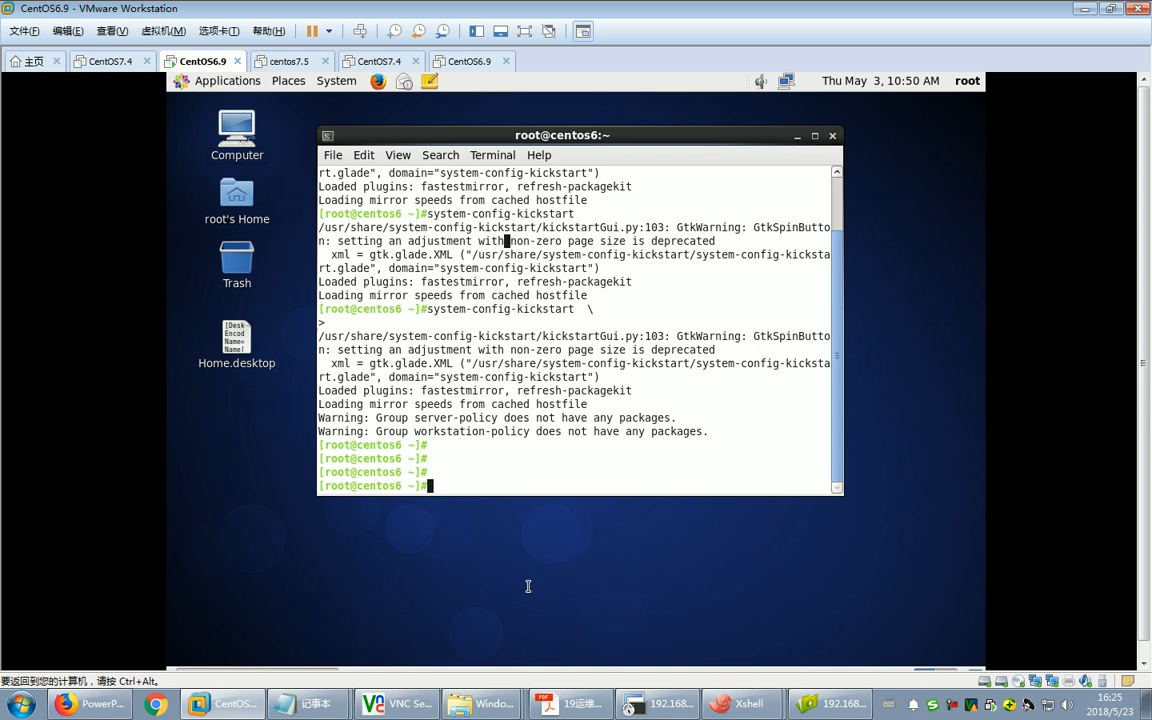 CentOS6.9 - VMware Workstation
文件(F) 编辑(E) 查看(V) 虚拟机(M) 选项卡(T) 帮助(H)
主页 CentOS7.4 CentOS6.9 centos7.5 CentOS7.4 CentOS6.9
Applications Places System Thu May 3, 10:50 AM root
Computer
root's Home
Trash
[Desk
Encod
Name=
Name[
Home.desktop
root@centos6:~
File Edit View Search Terminal Help
rt.glade", domain="system-config-kickstart")
Loaded plugins: fastestmirror, refresh-packagekit
Loading mirror speeds from cached hostfile
[root@centos6 ~]#system-config-kickstart
/usr/share/system-config-kickstart/kickstartGui.py:103: GtkWarning: GtkSpinButto
n: setting an adjustment with non-zero page size is deprecated
xml = gtk.glade.XML ("/usr/share/system-config-kickstart/system-config-kicksta
rt.glade", domain="system-config-kickstart")
Loaded plugins: fastestmirror, refresh-packagekit
Loading mirror speeds from cached hostfile
[root@centos6 ~]#system-config-kickstart \
>
/usr/share/system-config-kickstart/kickstartGui.py:103: GtkWarning: GtkSpinButto
n: setting an adjustment with non-zero page size is deprecated
xml = gtk.glade.XML ("/usr/share/system-config-kickstart/system-config-kicksta
rt.glade", domain="system-config-kickstart")
Loaded plugins: fastestmirror, refresh-packagekit
Loading mirror speeds from cached hostfile
Warning: Group server-policy does not have any packages.
Warning: Group workstation-policy does not have any packages.
[root@centos6 ~]#
[root@centos6 ~]#
[root@centos6 ~]#
[root@centos6 ~]#
要返回到您的计算机，请按 Ctrl+Alt。
PowerP... CentOS... 记事本 VNC Se... Windo... 19运维... 192.168... Xshell 192.168... 16:25
2018/5/23